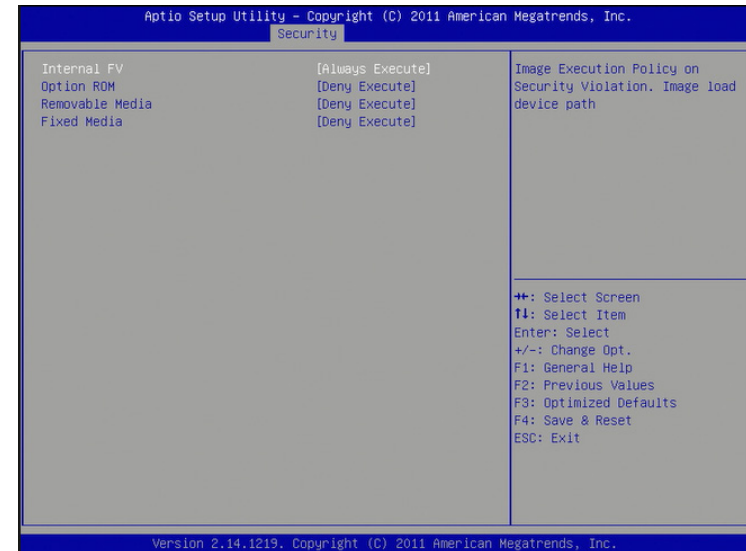 Aptio Setup Utility – Copyright (C) 2011 American Megatrends, Inc.
Security
Internal FV [Always Execute]
Option ROM [Deny Execute]
Removable Media [Deny Execute]
Fixed Media [Deny Execute]
Image Execution Policy on
Security Violation. Image load
device path
→←: Select Screen
↑↓: Select Item
Enter: Select
+/-: Change Opt.
F1: General Help
F2: Previous Values
F3: Optimized Defaults
F4: Save & Reset
ESC: Exit
Version 2.14.1219. Copyright (C) 2011 American Megatrends, Inc.